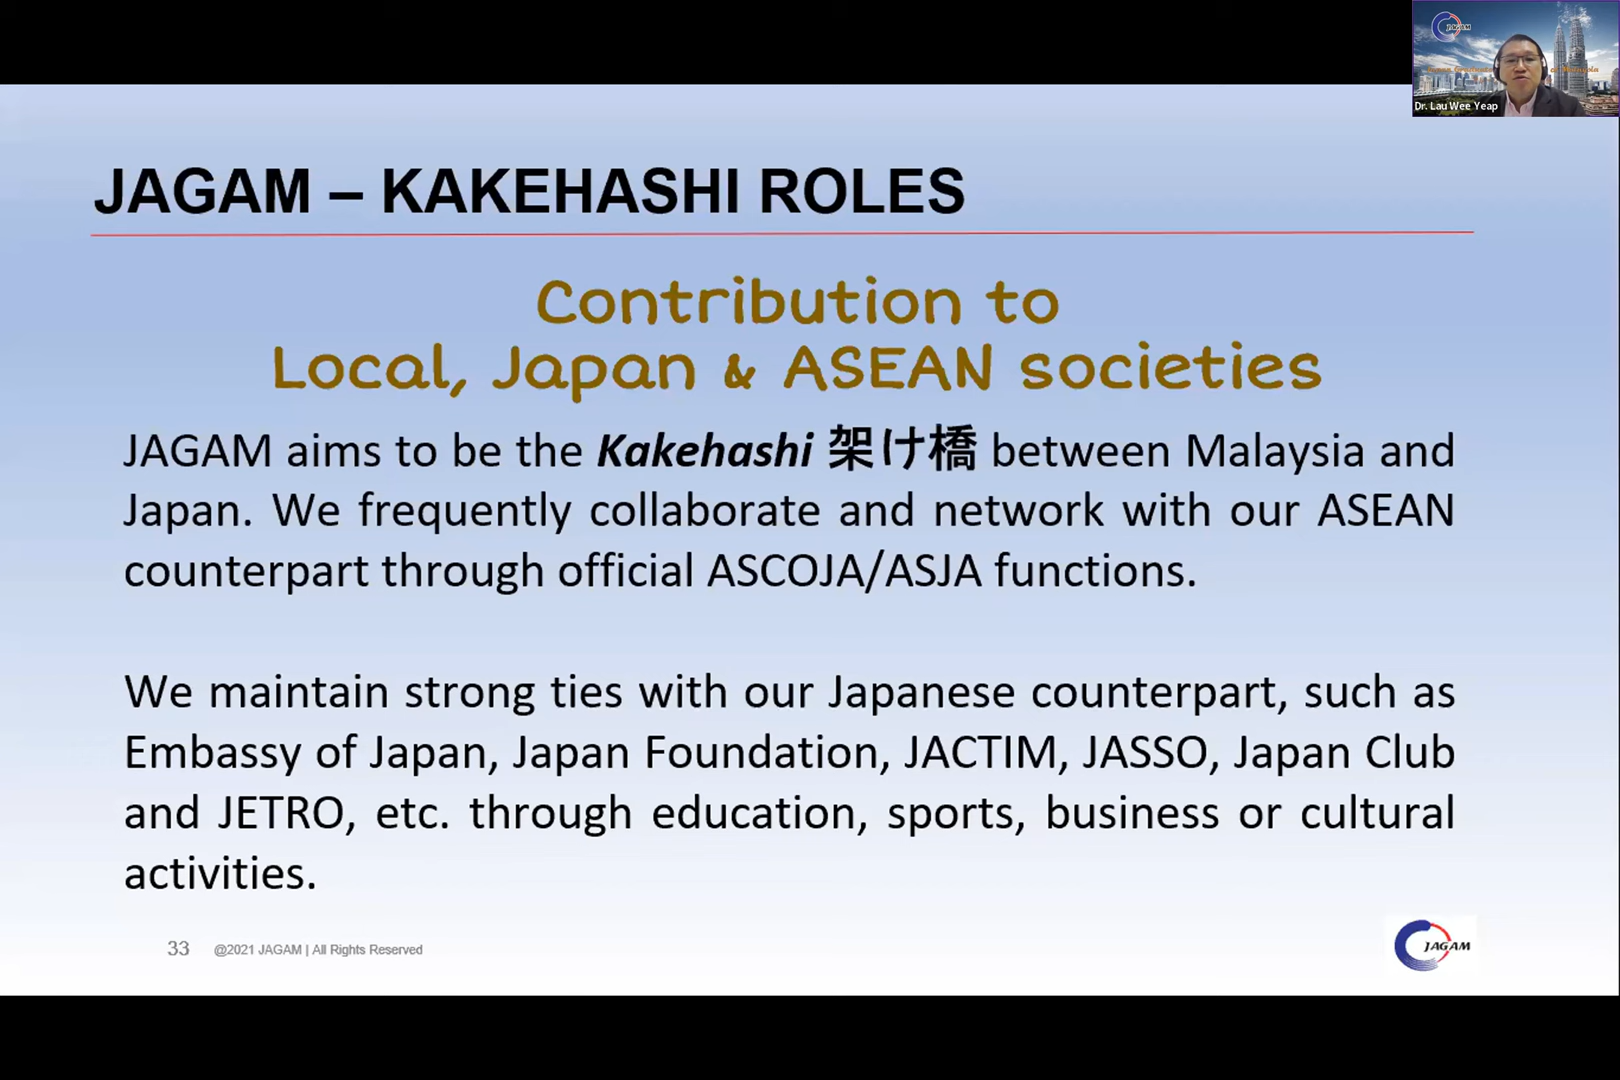 JAGAM
Dr. Lau Wee Yeap
JAGAM – KAKEHASHI ROLES
Contribution to
Local, Japan & ASEAN societies
JAGAM aims to be the Kakehashi 架け橋 between Malaysia and
Japan. We frequently collaborate and network with our ASEAN
counterpart through official ASCOJA/ASJA functions.
We maintain strong ties with our Japanese counterpart, such as
Embassy of Japan, Japan Foundation, JACTIM, JASSO, Japan Club
and JETRO, etc. through education, sports, business or cultural
activities.
33 @2021 JAGAM | All Rights Reserved
JAGAM